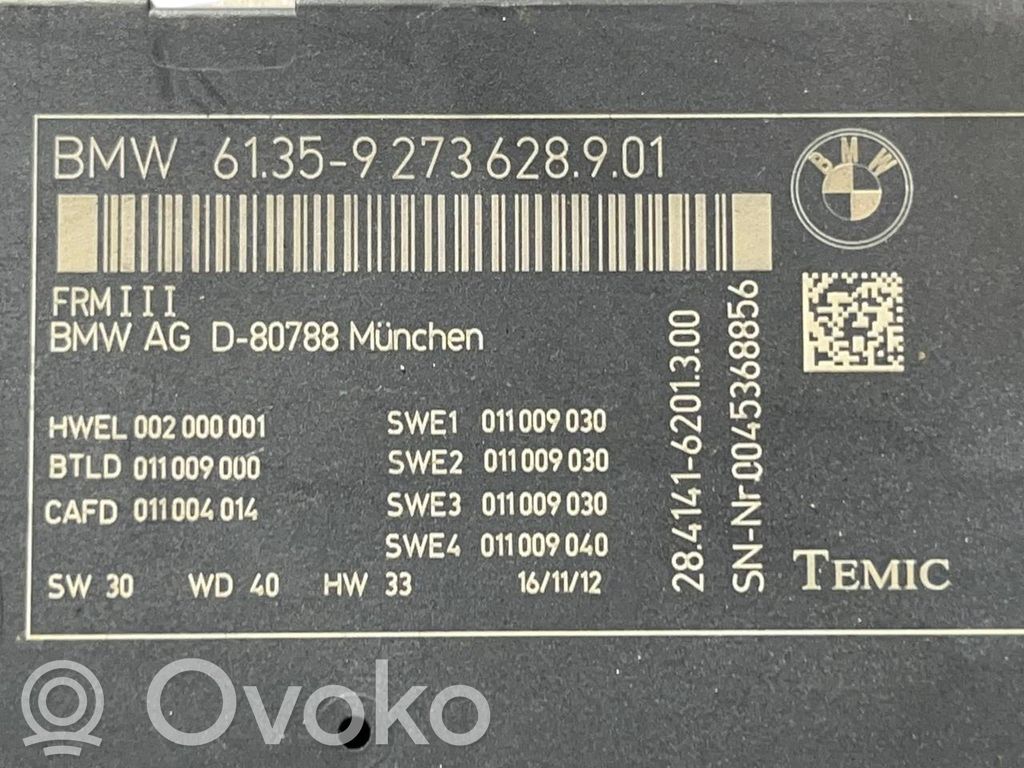 BMW 61.35-9 273 628.9.01
BMW
FRM III
BMW AG D-80788 München
HWEL 002 000 001
BTLD 011 009 000
CAFD 011 004 014
SWE1 011 009 030
SWE2 011 009 030
SWE3 011 009 030
SWE4 011 009 040
SW 30 WD 40 HW 33 16/11/12
28.4141-6201.3.00
SN-Nr004536 8856
TEMIC
Ovoko